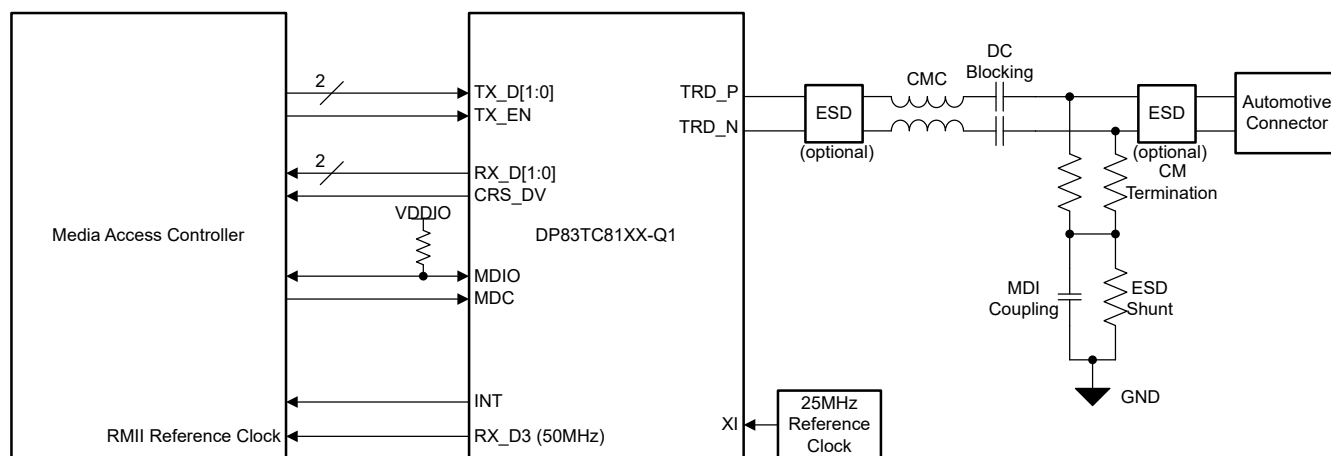 Media Access Controller
2
TX_D[1:0]
TX_EN
2
RX_D[1:0]
CRS_DV
VDDIO
MDIO
MDC
INT
RMII Reference Clock
RX_D3 (50MHz)
DP83TC81XX-Q1
TRD_P
TRD_N
XI
25MHz
Reference
Clock
ESD
(optional)
CMC
DC
Blocking
ESD
(optional)
CM
Termination
Automotive
Connector
MDI
Coupling
ESD
Shunt
GND